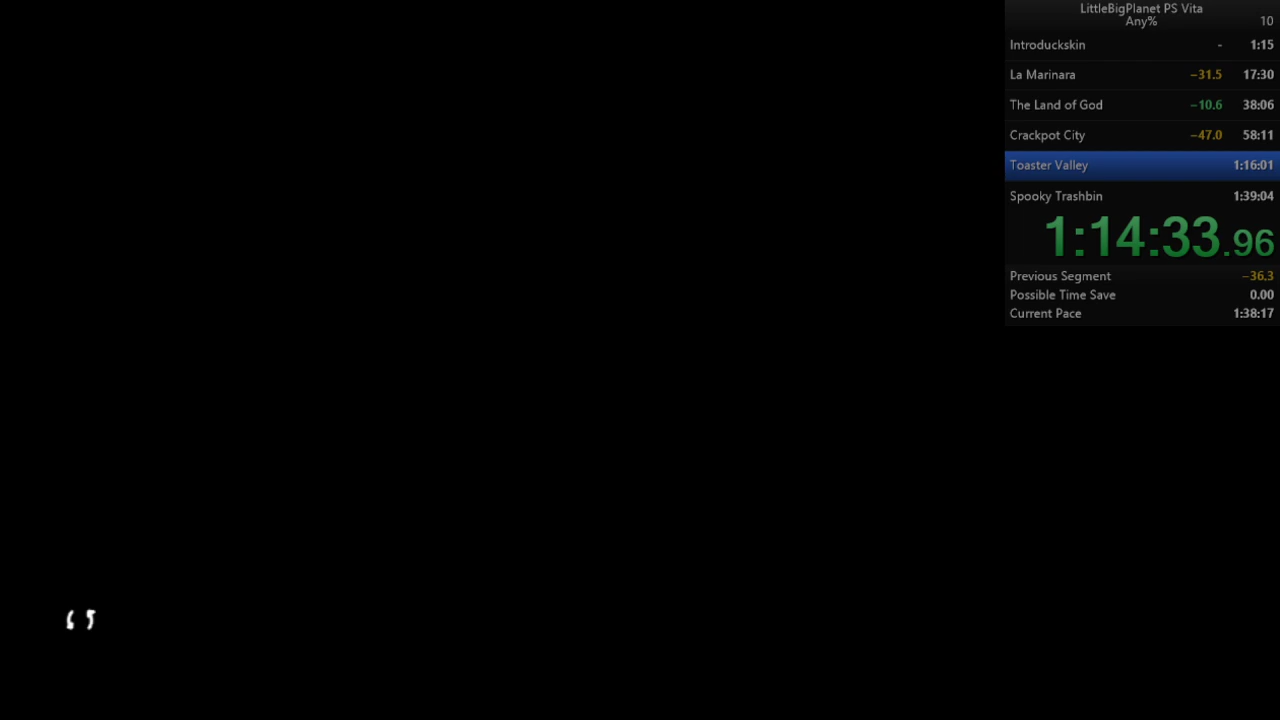 LittleBigPlanet PS Vita
Any% 10
Introduckskin - 1:15
La Marinara −31.5 17:30
The Land of God −10.6 38:06
Crackpot City −47.0 58:11
Toaster Valley 1:16:01
Spooky Trashbin 1:39:04
1:14:33.96
Previous Segment −36.3
Possible Time Save 0.00
Current Pace 1:38:17